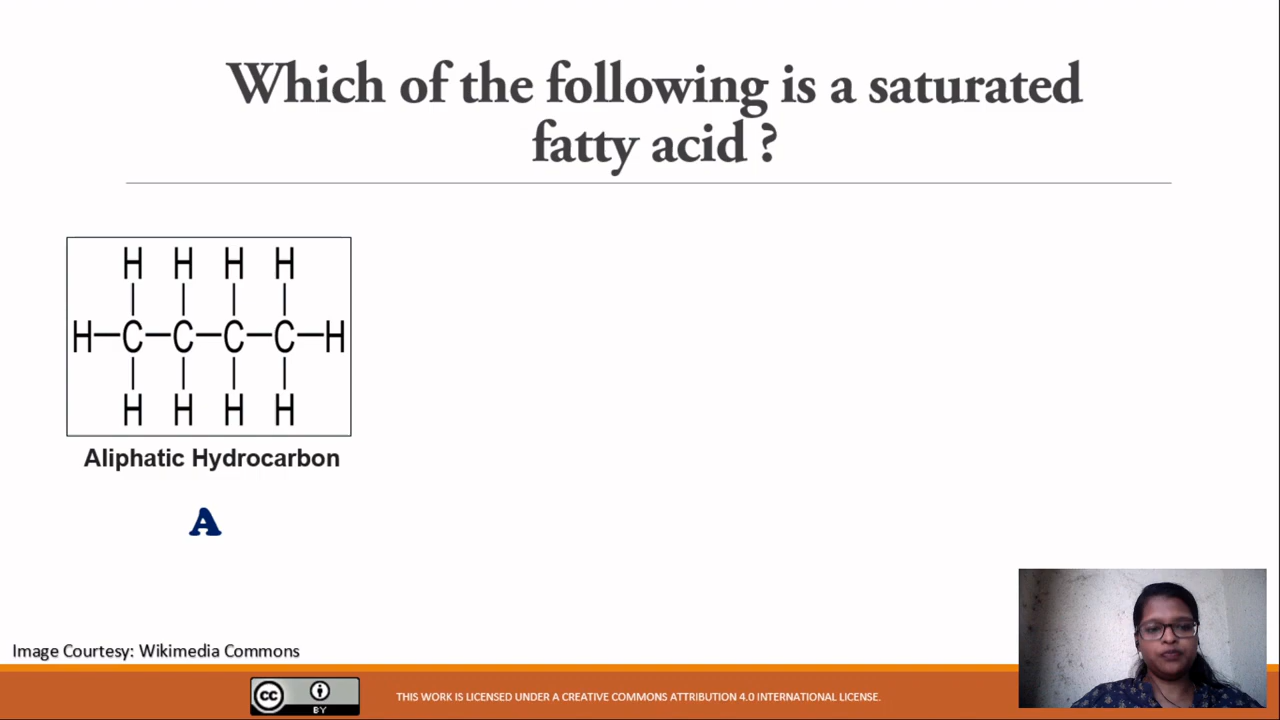 Which of the following is a saturated
fatty acid ?
H H H H
H C C C C H
H H H H
Aliphatic Hydrocarbon
A
Image Courtesy: Wikimedia Commons
cc BY
THIS WORK IS LICENSED UNDER A CREATIVE COMMONS ATTRIBUTION 4.0 INTERNATIONAL LICENSE.